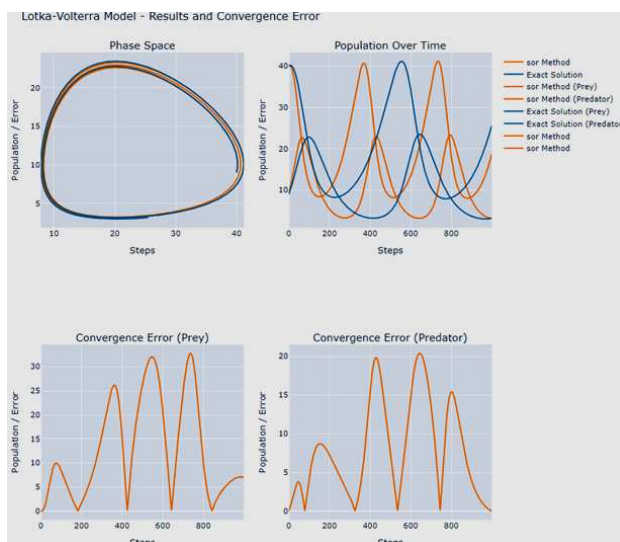 Lotka-Volterra Model - Results and Convergence Error
Phase Space
Population / Error
20
15
10
5
10
20
30
40
Steps
Population Over Time
Population / Error
40
30
20
10
0
200
400
600
800
Steps
sor Method
Exact Solution
sor Method (Prey)
sor Method (Predator)
Exact Solution (Prey)
Exact Solution (Predator
sor Method
sor Method
Convergence Error (Prey)
Population / Error
30
25
20
15
10
5
0
0
200
400
600
800
Steps
Convergence Error (Predator)
Population / Error
20
15
10
5
0
0
200
400
600
800
Steps